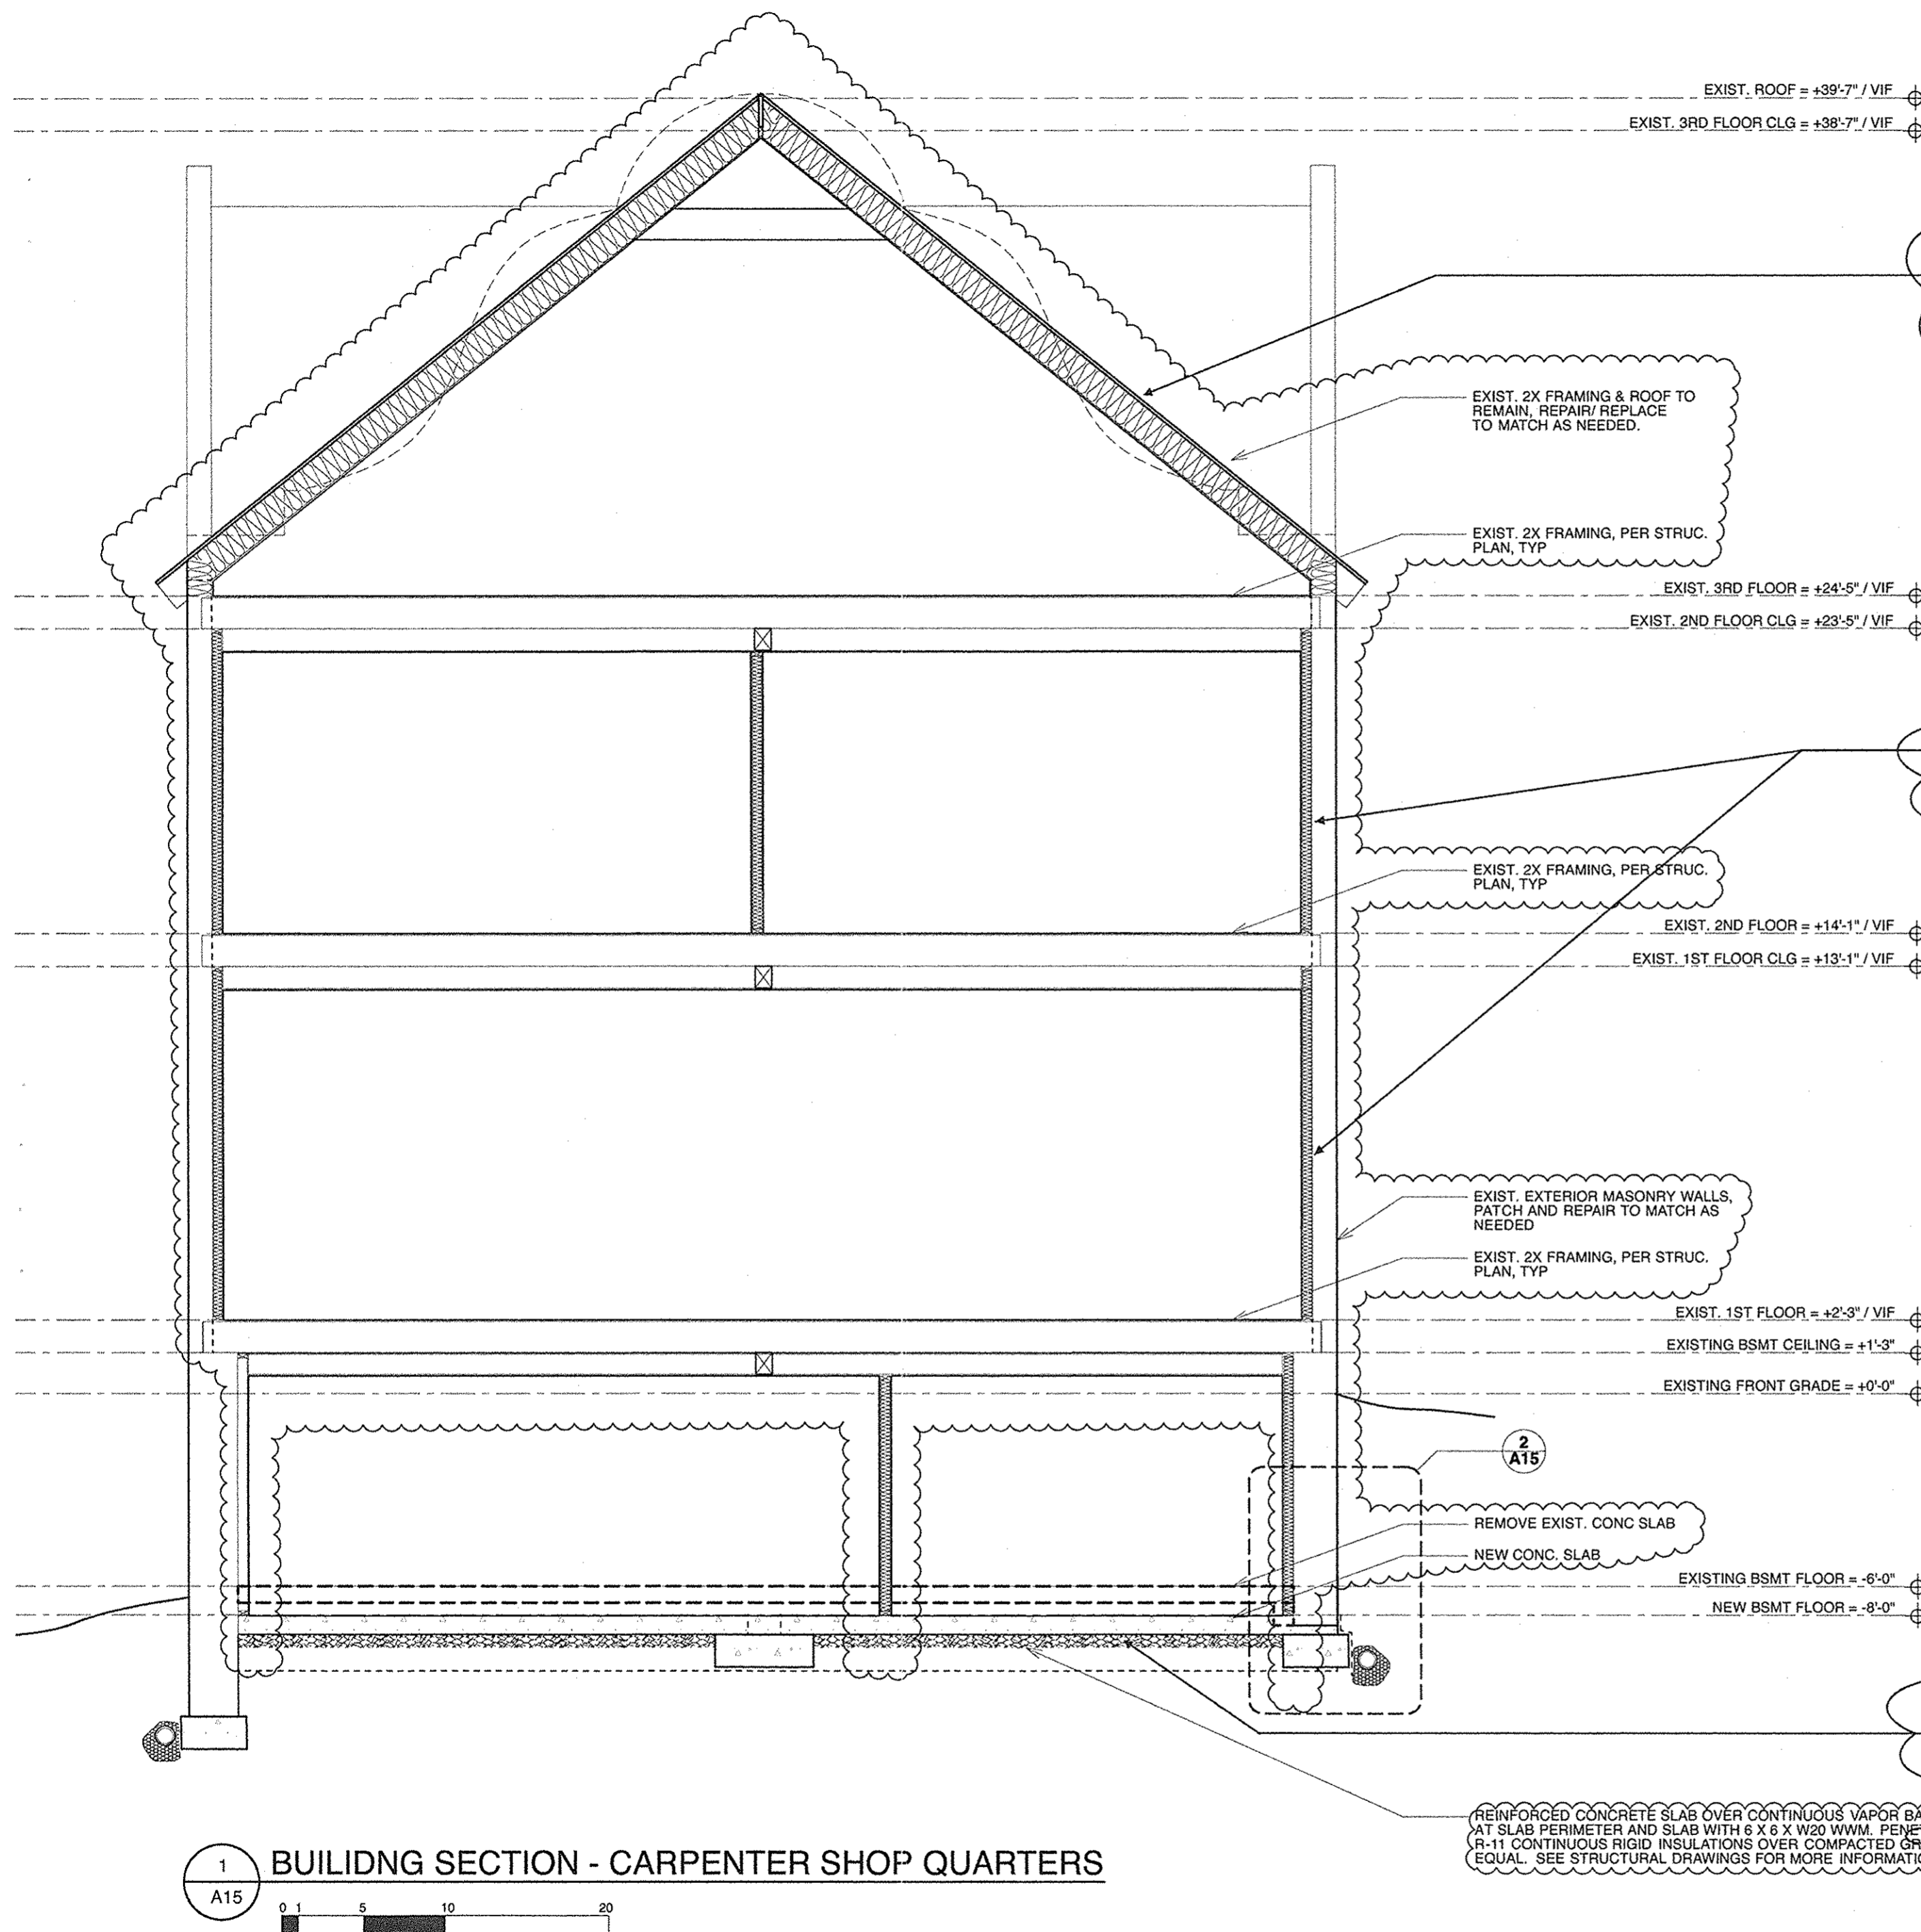 EXIST. ROOF = +39'-7" / VIF
EXIST. 3RD FLOOR CLG = +38'-7" / VIF
EXIST. 2X FRAMING & ROOF TO
REMAIN, REPAIR/ REPLACE
TO MATCH AS NEEDED.
EXIST. 2X FRAMING, PER STRUC.
PLAN, TYP
EXIST. 3RD FLOOR = +24'-5" / VIF
EXIST. 2ND FLOOR CLG = +23'-5" / VIF
EXIST. 2X FRAMING, PER STRUC.
PLAN, TYP
EXIST. 2ND FLOOR = +14'-1" / VIF
EXIST. 1ST FLOOR CLG = +13'-1" / VIF
EXIST. EXTERIOR MASONRY WALLS,
PATCH AND REPAIR TO MATCH AS
NEEDED
EXIST. 2X FRAMING, PER STRUC.
PLAN, TYP
EXIST. 1ST FLOOR = +2'-3" / VIF
EXISTING BSMT CEILING = +1'-3"
EXISTING FRONT GRADE = +0'-0"
2
A15
REMOVE EXIST. CONC SLAB
NEW CONC. SLAB
EXISTING BSMT FLOOR = -6'-0"
NEW BSMT FLOOR = -8'-0"
REINFORCED CONCRETE SLAB OVER CONTINUOUS VAPOR
AT SLAB PERIMETER AND SLAB WITH 6 X 6 X W20 WWM.
R-11 CONTINUOUS RIGID INSULATIONS OVER COMPACTED
EQUAL. SEE STRUCTURAL DRAWINGS FOR MORE
1
A15
BUILIDNG SECTION - CARPENTER SHOP QUARTERS
0 1 5 10 20